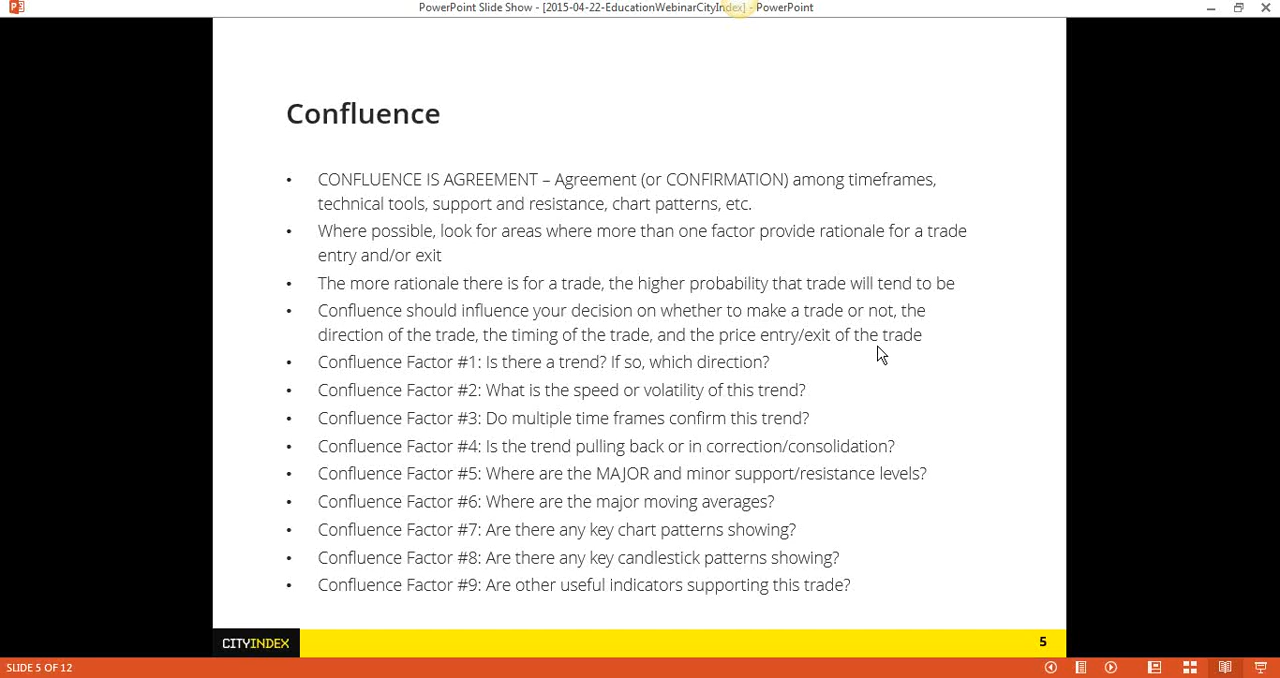 PowerPoint Slide Show - [2015-04-22-EducationWebinarCityIndex] - PowerPoint
Confluence
• CONFLUENCE IS AGREEMENT – Agreement (or CONFIRMATION) among timeframes,
technical tools, support and resistance, chart patterns, etc.
• Where possible, look for areas where more than one factor provide rationale for a trade
entry and/or exit
• The more rationale there is for a trade, the higher probability that trade will tend to be
• Confluence should influence your decision on whether to make a trade or not, the
direction of the trade, the timing of the trade, and the price entry/exit of the trade
• Confluence Factor #1: Is there a trend? If so, which direction?
• Confluence Factor #2: What is the speed or volatility of this trend?
• Confluence Factor #3: Do multiple time frames confirm this trend?
• Confluence Factor #4: Is the trend pulling back or in correction/consolidation?
• Confluence Factor #5: Where are the MAJOR and minor support/resistance levels?
• Confluence Factor #6: Where are the major moving averages?
• Confluence Factor #7: Are there any key chart patterns showing?
• Confluence Factor #8: Are there any key candlestick patterns showing?
• Confluence Factor #9: Are other useful indicators supporting this trade?
CITYINDEX
5
SLIDE 5 OF 12